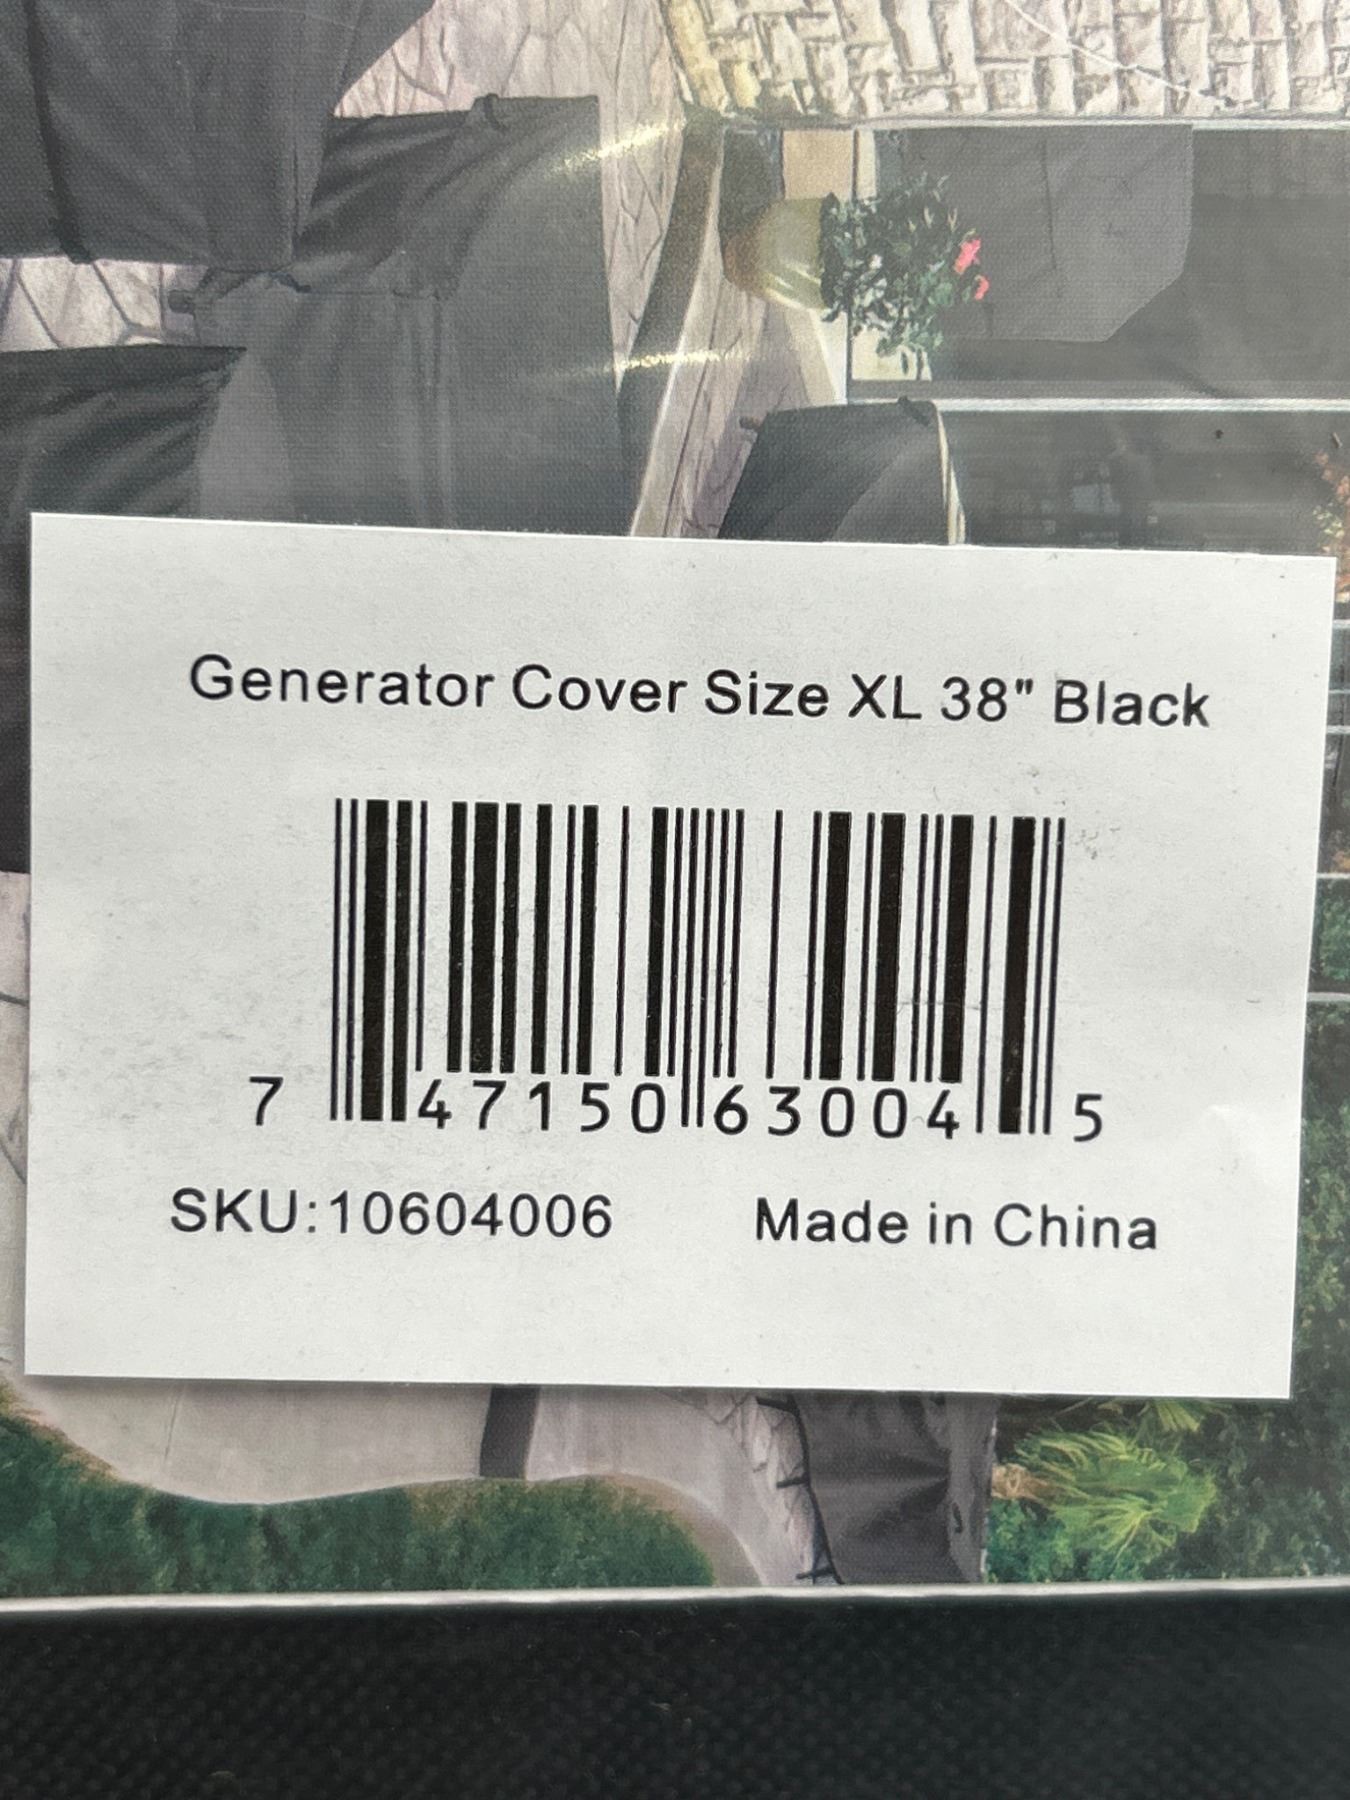 Generator Cover Size XL 38" Black
7 47150 63004 5
SKU:10604006 Made in China